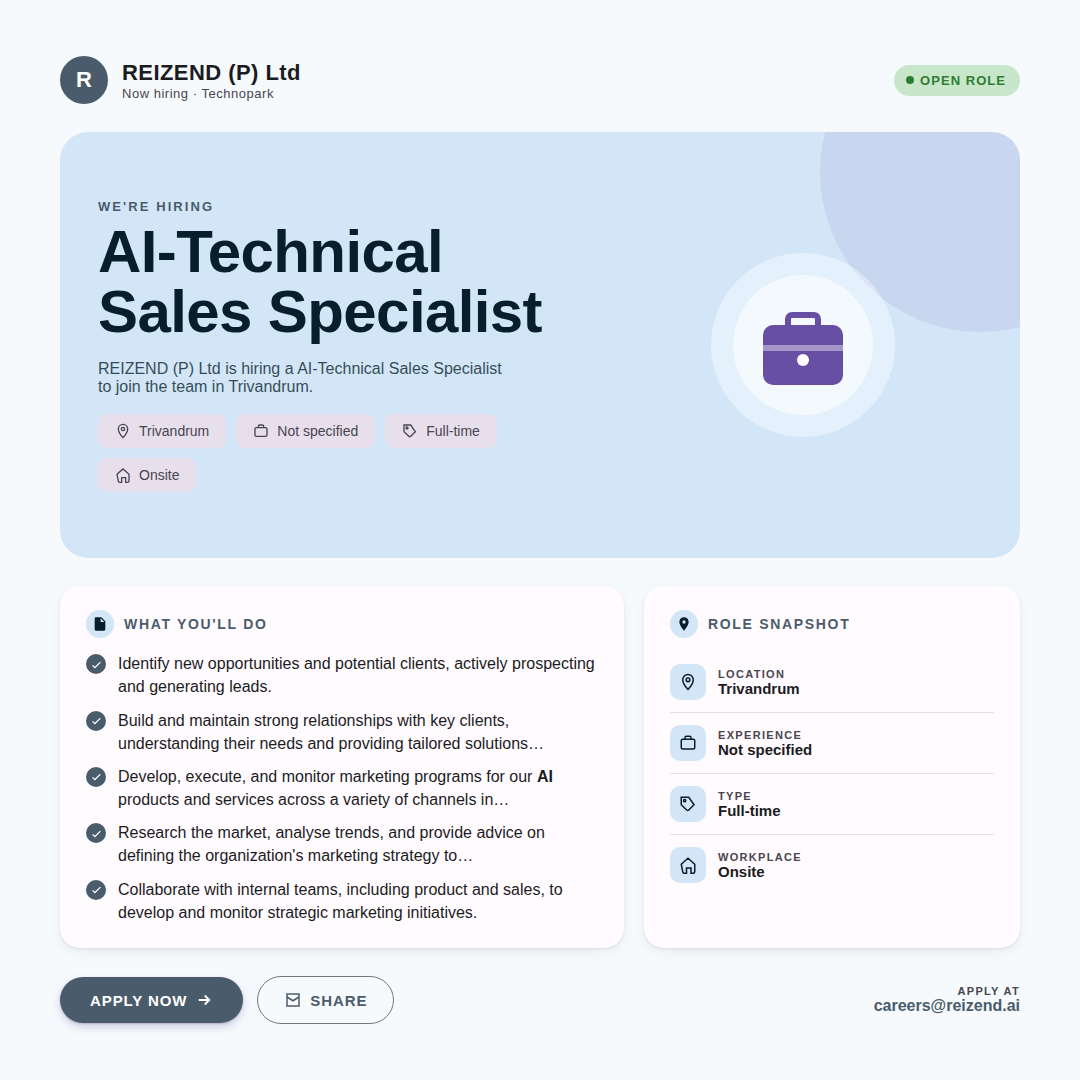 R
REIZEND (P) Ltd
Now hiring · Technopark
OPEN ROLE
WE'RE HIRING
AI-Technical
Sales Specialist
REIZEND (P) Ltd is hiring a AI-Technical Sales Specialist
to join the team in Trivandrum.
Trivandrum
Not specified
Full-time
Onsite
WHAT YOU'LL DO
Identify new opportunities and potential clients, actively prospecting
and generating leads.
Build and maintain strong relationships with key clients,
understanding their needs and providing tailored solutions…
Develop, execute, and monitor marketing programs for our AI
products and services across a variety of channels in…
Research the market, analyse trends, and provide advice on
defining the organization's marketing strategy to…
Collaborate with internal teams, including product and sales, to
develop and monitor strategic marketing initiatives.
ROLE SNAPSHOT
LOCATION
Trivandrum
EXPERIENCE
Not specified
TYPE
Full-time
WORKPLACE
Onsite
APPLY NOW
SHARE
APPLY AT
careers@reizend.ai